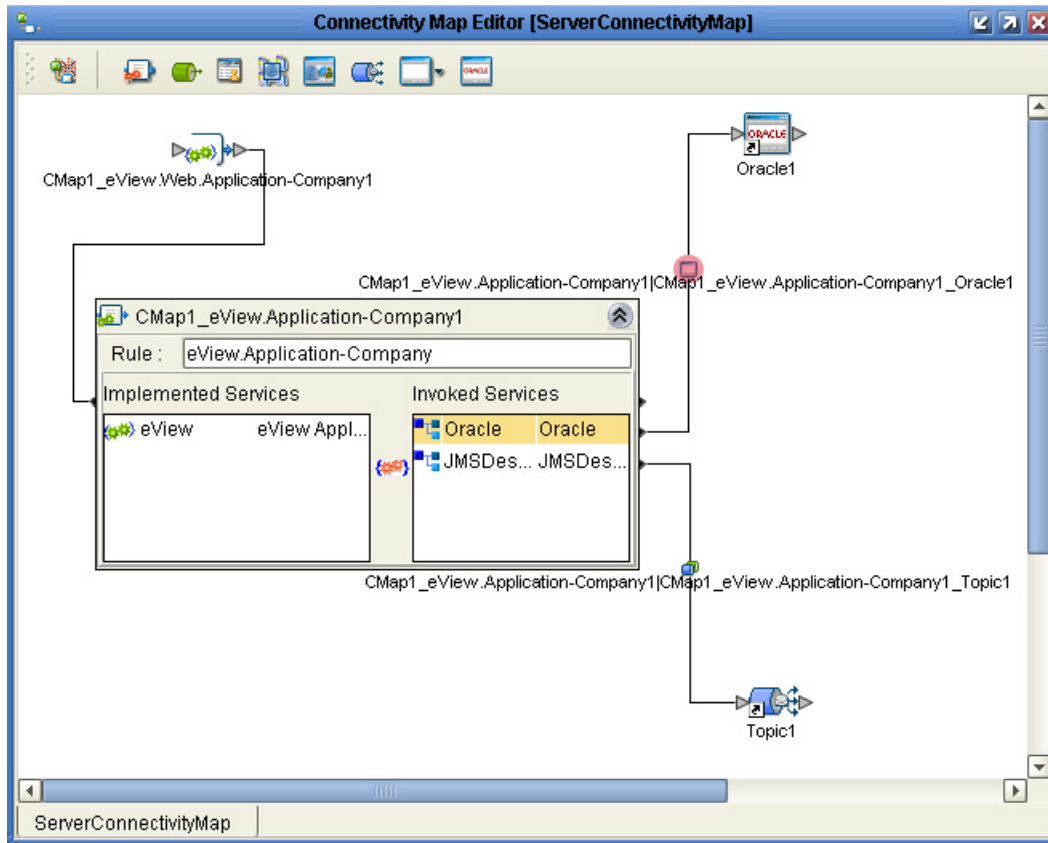 Connectivity Map Editor [ServerConnectivityMap]
ORACLE
ORACLE
Oracle1
CMap1_eView.Web.Application-Company1
CMap1_eView.Application-Company1|CMap1_eView.Application-Company1_Oracle1
CMap1_eView.Application-Company1
Rule : eView.Application-Company
Implemented Services Invoked Services
eView eView Appl... Oracle Oracle
JMSDes... JMSDes...
CMap1_eView.Application-Company1|CMap1_eView.Application-Company1_Topic1
Topic1
ServerConnectivityMap